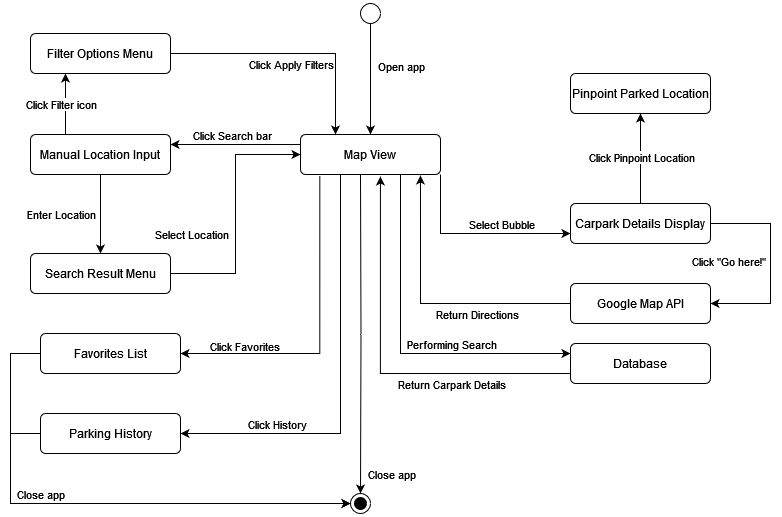 Filter Options Menu
Click Apply Filters
Open app
Pinpoint Parked Location
Click Filter icon
Click Search bar
Manual Location Input
Map View
Click Pinpoint Location
Enter Location
Select Location
Select Bubble
Carpark Details Display
Search Result Menu
Click "Go here!"
Google Map API
Return Directions
Favorites List
Click Favorites
Performing Search
Database
Return Carpark Details
Parking History
Click History
Close app
Close app